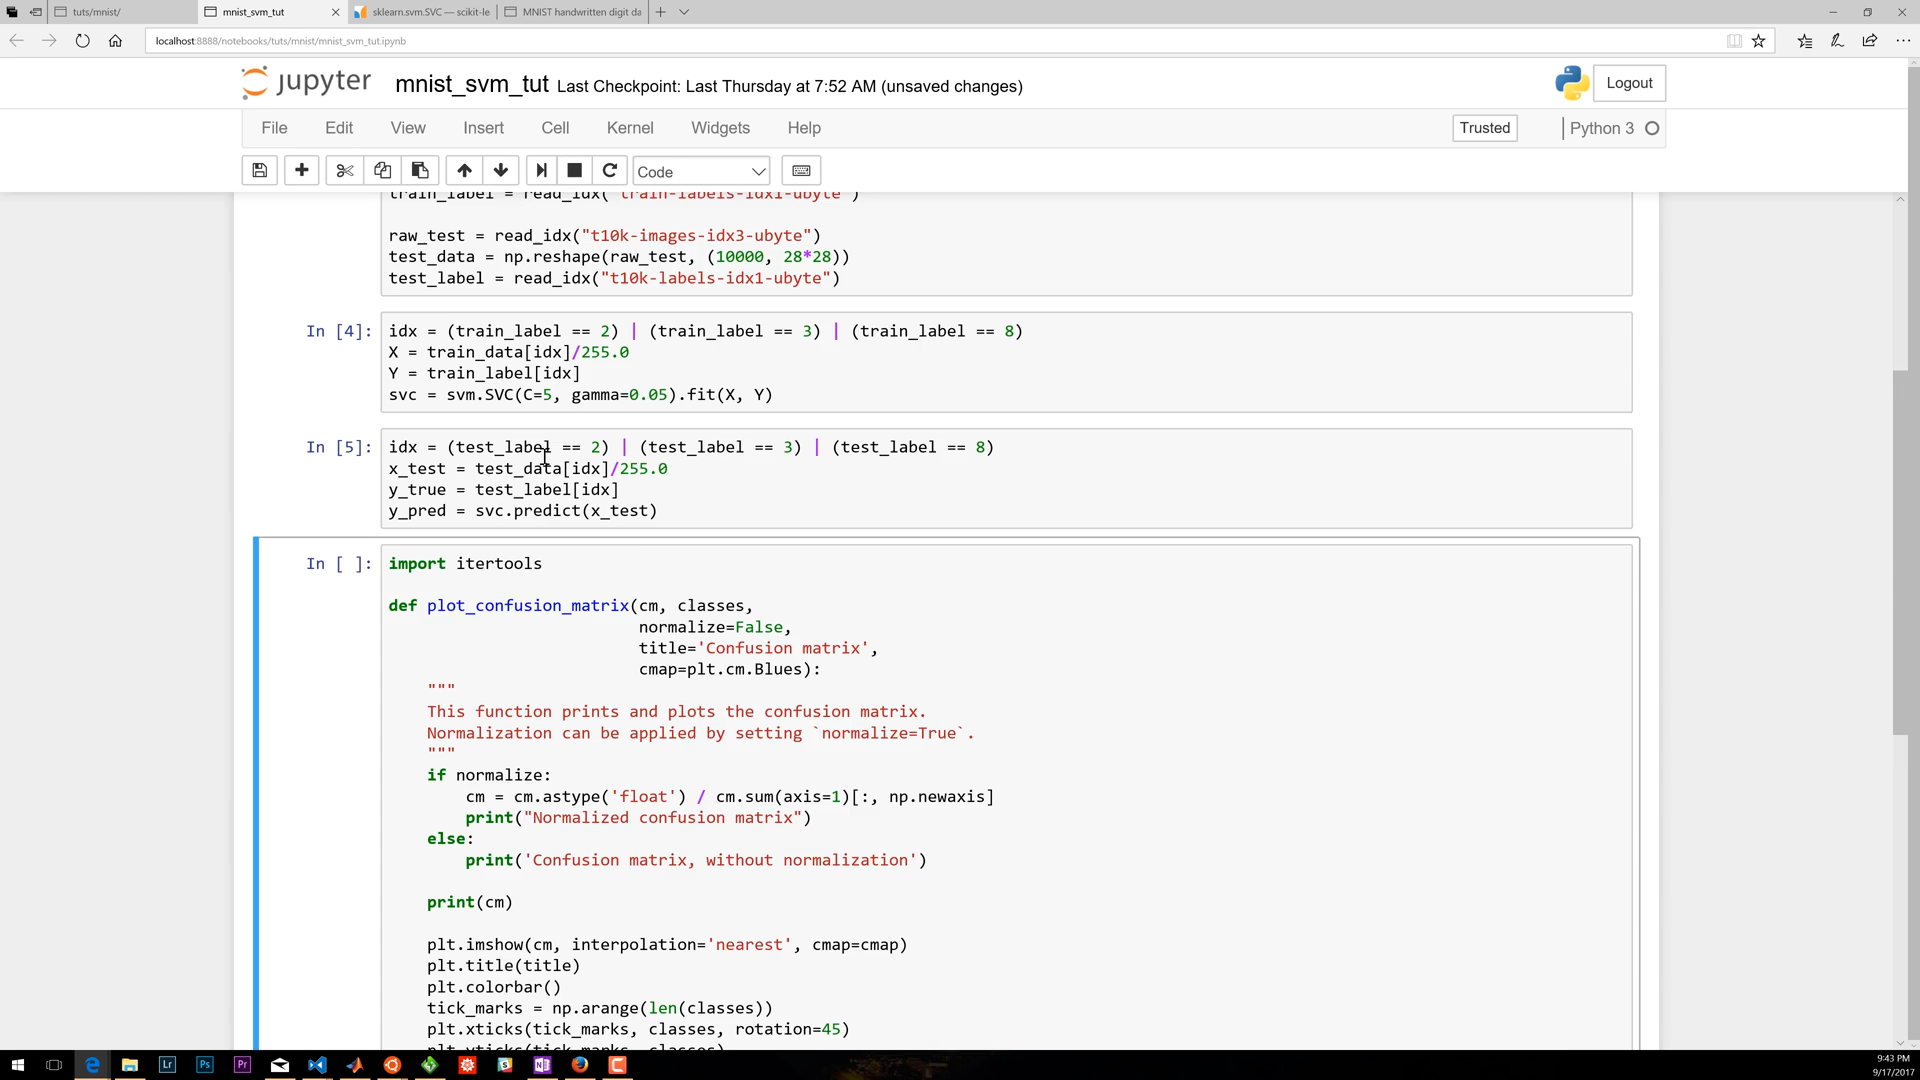 tuts/mnist/
mnist_svm_tut
sklearn.svm.SVC — scikit-le
MNIST handwritten digit da
localhost:8888/notebooks/tuts/mnist/mnist_svm_tut.ipynb
jupyter mnist_svm_tut Last Checkpoint: Last Thursday at 7:52 AM (unsaved changes)
Logout
File Edit View Insert Cell Kernel Widgets Help
Trusted
Python 3
Code
train_label = read_idx("train-labels-idx1-ubyte")
raw_test = read_idx("t10k-images-idx3-ubyte")
test_data = np.reshape(raw_test, (10000, 28*28))
test_label = read_idx("t10k-labels-idx1-ubyte")
In [4]:
idx = (train_label == 2) | (train_label == 3) | (train_label == 8)
X = train_data[idx]/255.0
Y = train_label[idx]
svc = svm.SVC(C=5, gamma=0.05).fit(X, Y)
In [5]:
idx = (test_label == 2) | (test_label == 3) | (test_label == 8)
x_test = test_data[idx]/255.0
y_true = test_label[idx]
y_pred = svc.predict(x_test)
In [ ]:
import itertools
def plot_confusion_matrix(cm, classes,
normalize=False,
title='Confusion matrix',
cmap=plt.cm.Blues):
"""
This function prints and plots the confusion matrix.
Normalization can be applied by setting `normalize=True`.
"""
if normalize:
cm = cm.astype('float') / cm.sum(axis=1)[:, np.newaxis]
print("Normalized confusion matrix")
else:
print('Confusion matrix, without normalization')
print(cm)
plt.imshow(cm, interpolation='nearest', cmap=cmap)
plt.title(title)
plt.colorbar()
tick_marks = np.arange(len(classes))
plt.xticks(tick_marks, classes, rotation=45)
plt.yticks(tick_marks, classes)
Lr
Ps
Pr
9:43 PM
9/17/2017